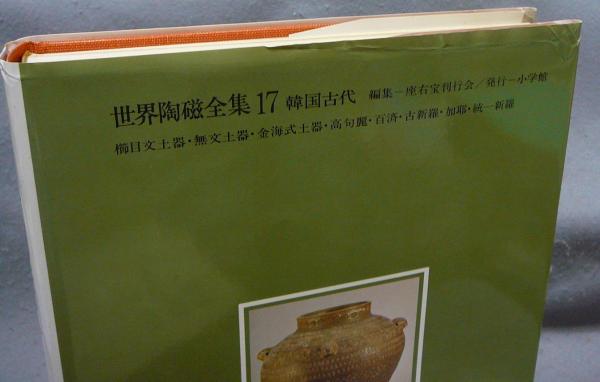 世界陶磁全集 17 韓国古代 編集-座右宝刊行会/発行-小学館
櫛目文土器・無文土器・金海式土器・高句麗・百済・古新羅・加耶・統一新羅